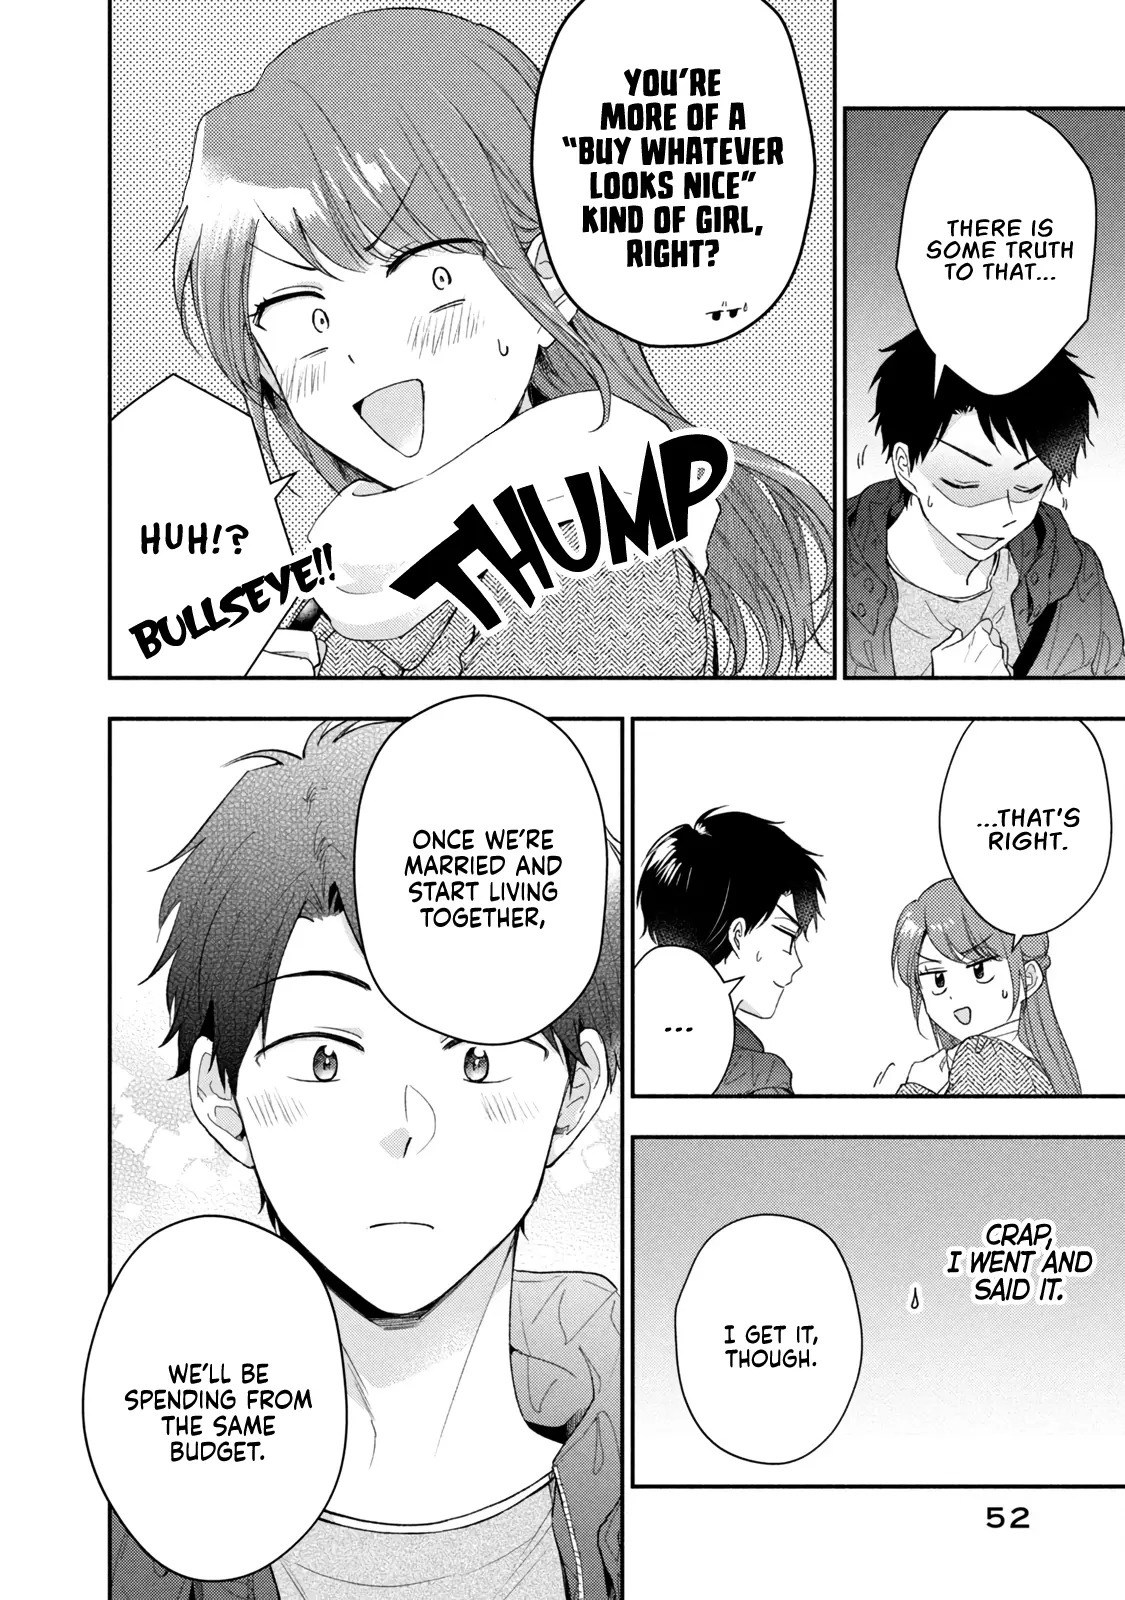 THERE IS
SOME TRUTH
TO THAT...
YOU'RE
MORE OF A
"BUY WHATEVER
LOOKS NICE"
KIND OF GIRL,
RIGHT?
THUMP
BULLSEYE!!
HUH!?
...THAT'S
RIGHT.
...
CRAP,
I WENT AND
SAID IT.
I GET IT,
THOUGH.
ONCE WE'RE
MARRIED AND
START LIVING
TOGETHER,
WE'LL BE
SPENDING FROM
THE SAME
BUDGET.
52